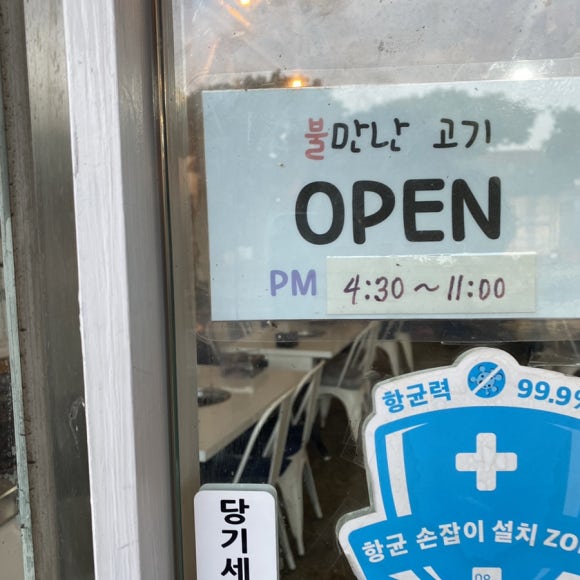 불만난 고기
OPEN
PM 4:30 ~ 11:00
항균력 99.9%
항균 손잡이 설치
당기세